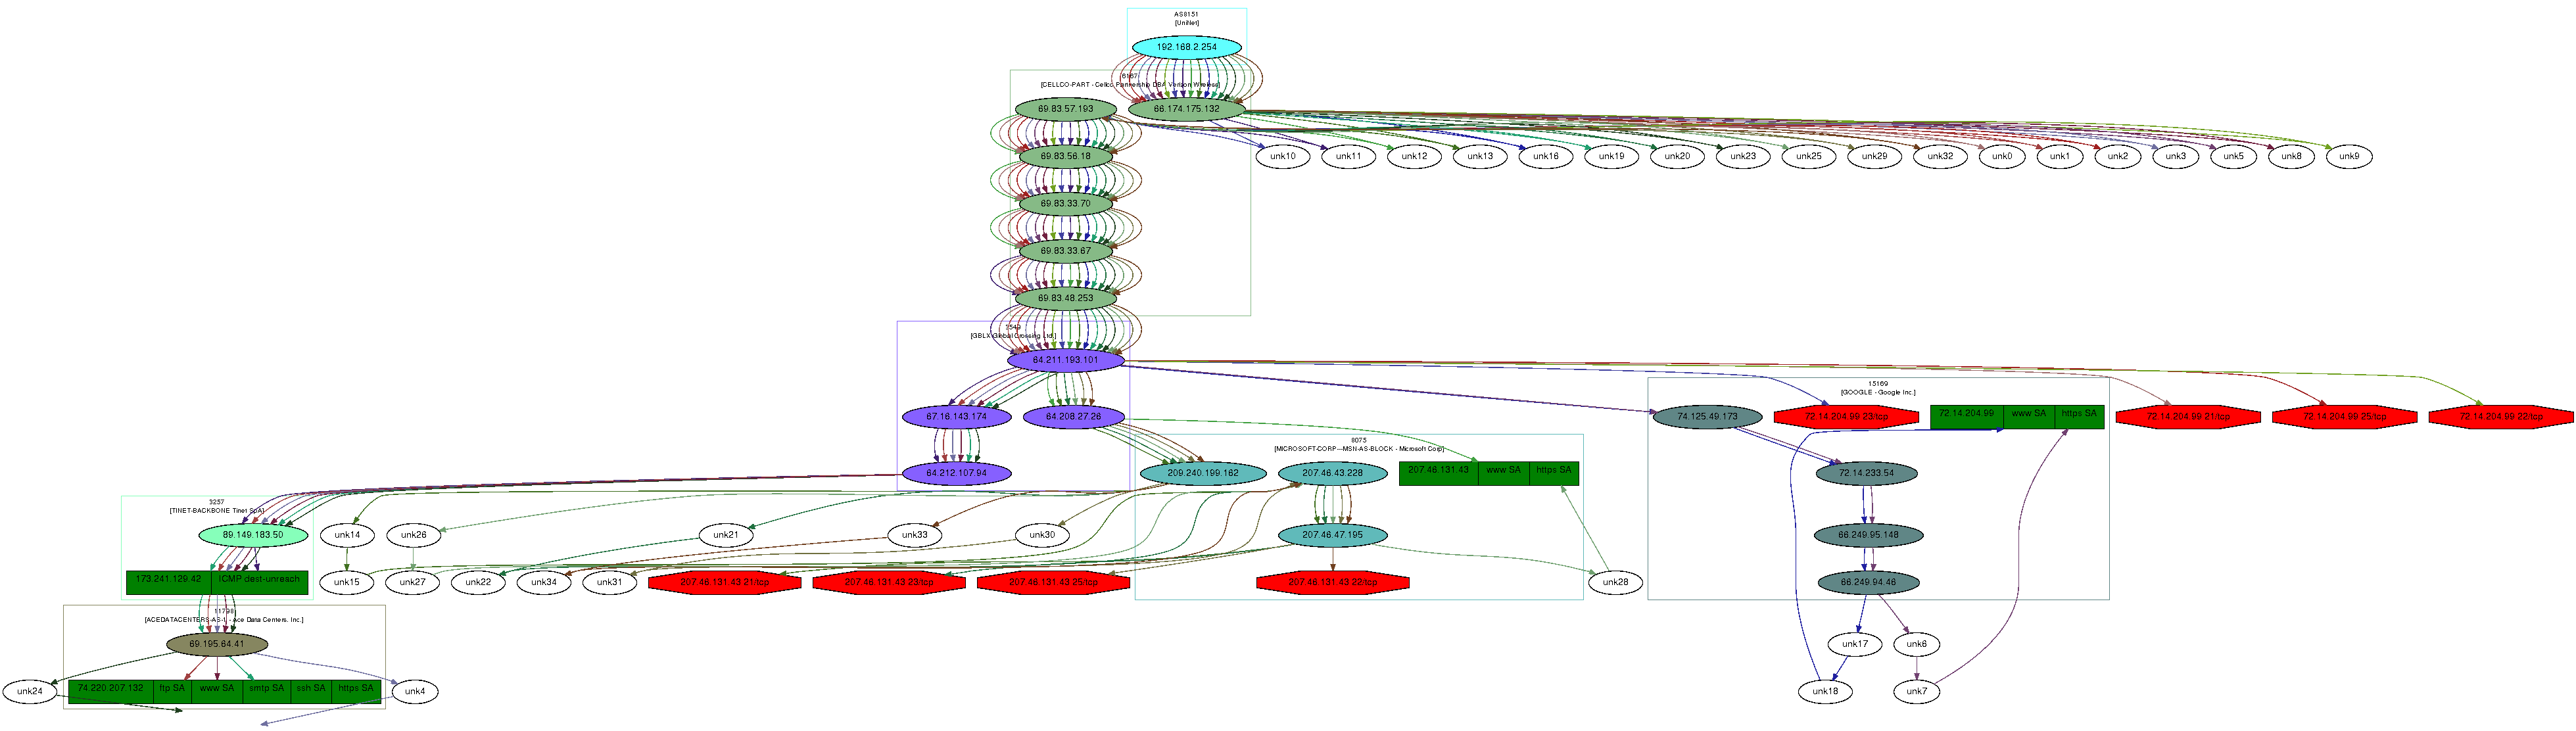 AS8151
[UniNet]
192.168.2.254
6167
[CELLCO-PART - Cellco Partnership DBA Verizon Wireless]
69.83.57.193
66.174.175.132
69.83.56.18
unk10
unk11
unk12
unk13
unk16
unk19
unk20
unk23
unk25
unk29
unk32
unk0
unk1
unk2
unk3
unk5
unk8
unk9
69.83.33.70
69.83.33.67
69.83.48.253
3549
[GBLX Global Crossing Ltd.]
64.211.193.101
15169
[GOOGLE - Google Inc.]
67.16.143.174
64.208.27.26
74.125.49.173
72.14.204.99 23/tcp
72.14.204.99
www SA
https SA
72.14.204.99 21/tcp
72.14.204.99 25/tcp
72.14.204.99 22/tcp
8075
[MICROSOFT-CORP---MSN-AS-BLOCK - Microsoft Corp]
64.212.107.94
209.240.199.162
207.46.43.228
207.46.131.43
www SA
https SA
72.14.233.54
3257
[TINET-BACKBONE Tinet SpA]
89.149.183.50
unk14
unk26
unk21
unk33
unk30
207.46.47.195
66.249.95.148
173.241.129.42
ICMP dest-unreach
unk15
unk27
unk22
unk34
unk31
207.46.131.43 21/tcp
207.46.131.43 23/tcp
207.46.131.43 25/tcp
207.46.131.43 22/tcp
unk28
66.249.94.46
11798
[ACEDATACENTERS-AS-1 - Ace Data Centers, Inc.]
69.195.64.41
unk17
unk6
unk24
74.220.207.132
ftp SA
www SA
smtp SA
ssh SA
https SA
unk4
unk18
unk7